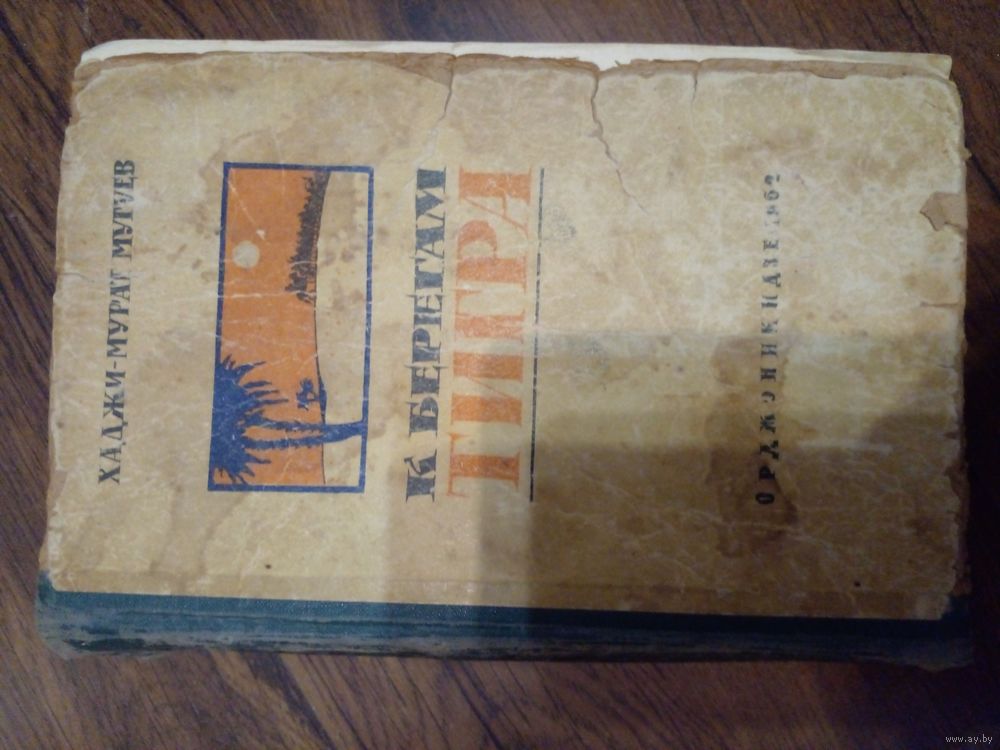 ХАДЖИ-МУРАТ МУГУЕВ
К БЕРЕГАМ
ТИГРА
ОРДЖОНИКИДЗЕ 1962
www.ay.by